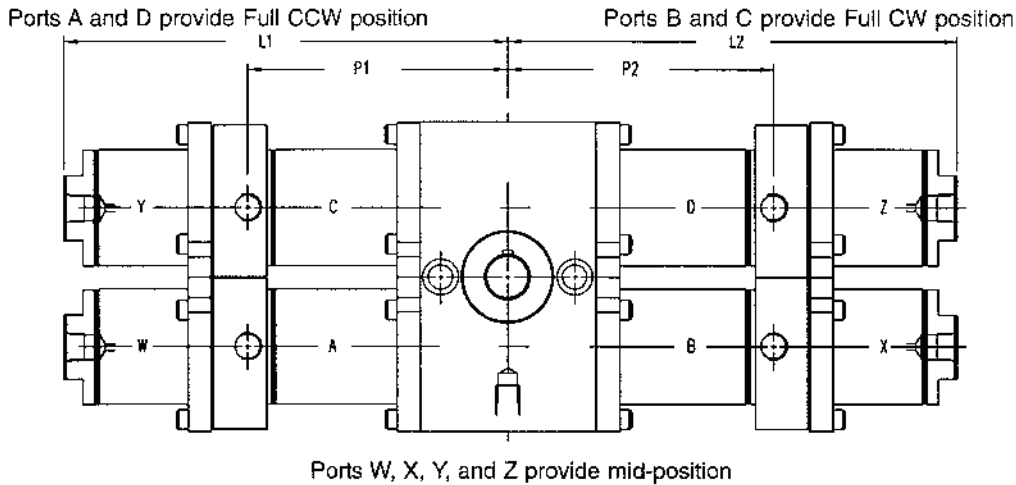 Ports A and D provide Full CCW position
Ports B and C provide Full CW position
L1
L2
P1
P2
Y
C
D
Z
W
A
B
X
Ports W, X, Y, and Z provide mid-position